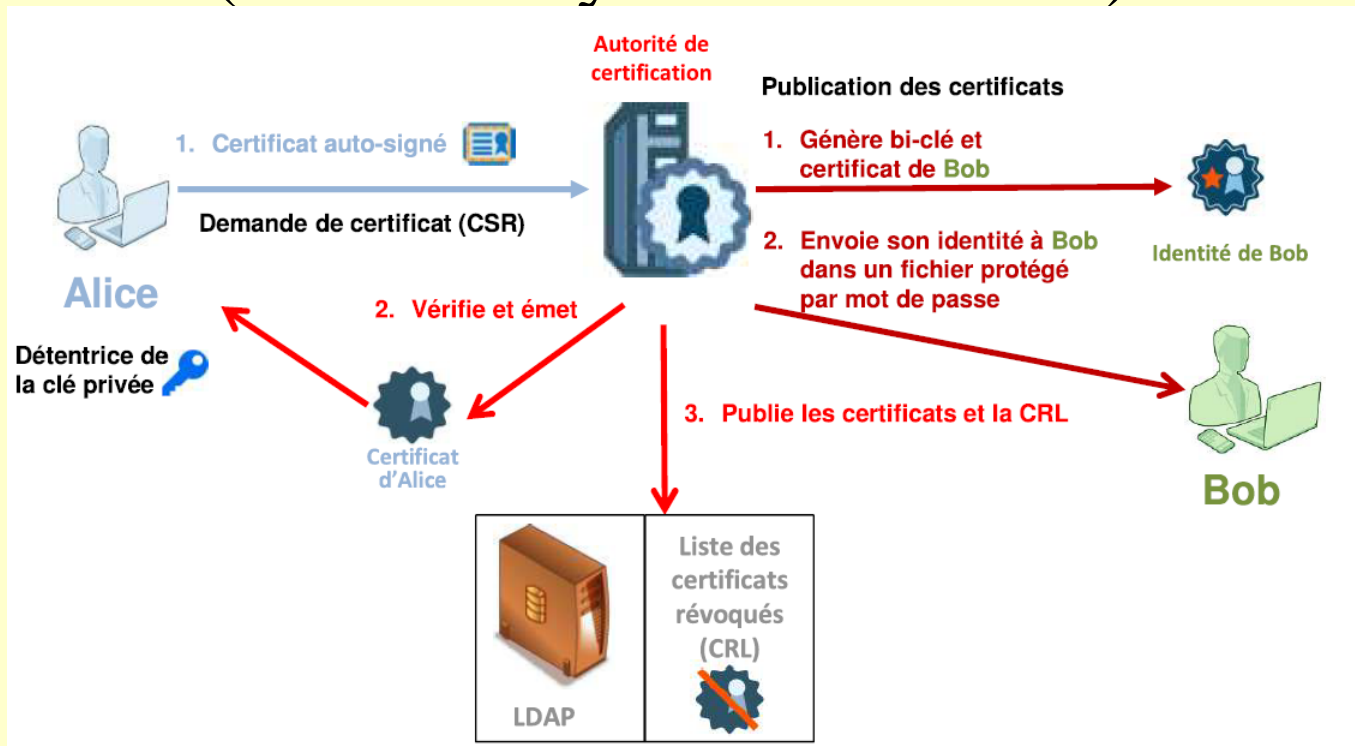 Autorité de
certification
Publication des certificats
1. Certificat auto-signé
1. Génère bi-clé et
certificat de Bob
Demande de certificat (CSR)
2. Envoie son identité à Bob
dans un fichier protégé
par mot de passe
Identité de Bob
Alice
2. Vérifie et émet
Détentrice de
la clé privée
3. Publie les certificats et la CRL
Certificat
d'Alice
Bob
Liste des
certificats
révoqués
(CRL)
LDAP